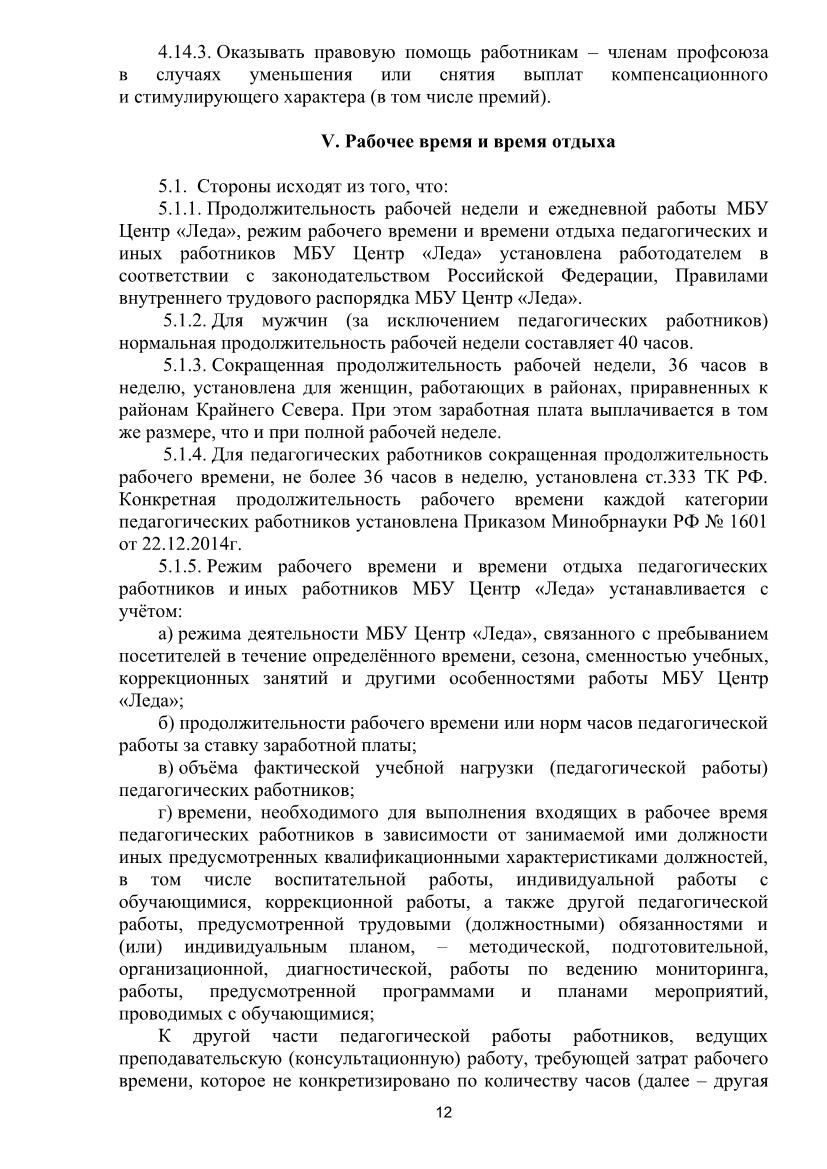 4.14.3. Оказывать правовую помощь работникам – членам профсоюза
в случаях уменьшения или снятия выплат компенсационного
и стимулирующего характера (в том числе премий).
V. Рабочее время и время отдыха
5.1. Стороны исходят из того, что:
5.1.1. Продолжительность рабочей недели и ежедневной работы МБУ
Центр «Леда», режим рабочего времени и времени отдыха педагогических и
иных работников МБУ Центр «Леда» установлена работодателем в
соответствии с законодательством Российской Федерации, Правилами
внутреннего трудового распорядка МБУ Центр «Леда».
5.1.2. Для мужчин (за исключением педагогических работников)
нормальная продолжительность рабочей недели составляет 40 часов.
5.1.3. Сокращенная продолжительность рабочей недели, 36 часов в
неделю, установлена для женщин, работающих в районах, приравненных к
районам Крайнего Севера. При этом заработная плата выплачивается в том
же размере, что и при полной рабочей неделе.
5.1.4. Для педагогических работников сокращенная продолжительность
рабочего времени, не более 36 часов в неделю, установлена ст.333 ТК РФ.
Конкретная продолжительность рабочего времени каждой категории
педагогических работников установлена Приказом Минобрнауки РФ № 1601
от 22.12.2014г.
5.1.5. Режим рабочего времени и времени отдыха педагогических
работников и иных работников МБУ Центр «Леда» устанавливается с
учётом:
а) режима деятельности МБУ Центр «Леда», связанного с пребыванием
посетителей в течение определённого времени, сезона, сменностью учебных,
коррекционных занятий и другими особенностями работы МБУ Центр
«Леда»;
б) продолжительности рабочего времени или норм часов педагогической
работы за ставку заработной платы;
в) объёма фактической учебной нагрузки (педагогической работы)
педагогических работников;
г) времени, необходимого для выполнения входящих в рабочее время
педагогических работников в зависимости от занимаемой ими должности
иных предусмотренных квалификационными характеристиками должностей,
в том числе воспитательной работы, индивидуальной работы с
обучающимися, коррекционной работы, а также другой педагогической
работы, предусмотренной трудовыми (должностными) обязанностями и
(или) индивидуальным планом, – методической, подготовительной,
организационной, диагностической, работы по ведению мониторинга,
работы, предусмотренной программами и планами мероприятий,
проводимых с обучающимися;
К другой части педагогической работы работников, ведущих
преподавательскую (консультационную) работу, требующей затрат рабочего
времени, которое не конкретизировано по количеству часов (далее – другая
12